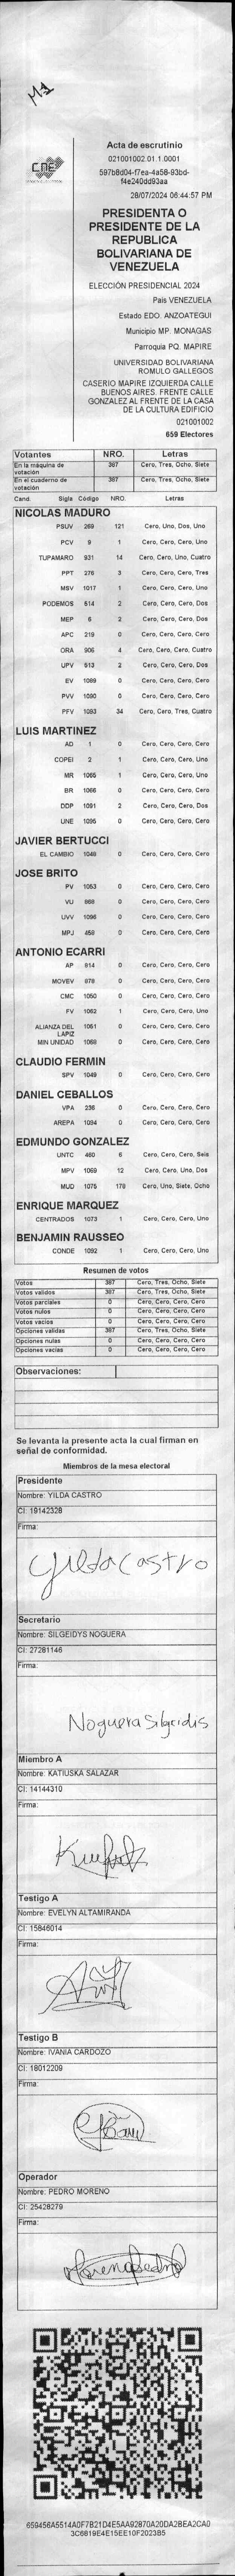 M1
CNE
Acta de escrutinio
021001002.01.1.0001
597b8d04-f7ea-4a58-93bd-
f4e240dd93aa
28/07/2024 06:44:57 PM
PRESIDENTA O
PRESIDENTE DE LA
REPUBLICA
BOLIVARIANA DE
VENEZUELA
ELECCIÓN PRESIDENCIAL 2024
Pais VENEZUELA
Estado EDO. ANZOATEGUI
Municipio MP. MONAGAS
Parroquia PQ. MAPIRE
UNIVERSIDAD BOLIVARIANA
ROMULO GALLEGOS
CASERIO MAPIRE IZQUIERDA CALLE
BUENOS AIRES. FRENTE CALLE
GONZALEZ AL FRENTE DE LA CASA
DE LA CULTURA EDIFICIO
021001002
659 Electores
Votantes NRO. Letras
En la máquina de votación 387 Cero, Tres, Ocho, Siete
En el cuaderno de votación 387 Cero, Tres, Ocho, Siete
Cand. Sigla Código NRO. Letras
NICOLAS MADURO
PSUV 269 121 Cero, Uno, Dos, Uno
PCV 9 1 Cero, Cero, Cero, Uno
TUPAMARO 931 14 Cero, Cero, Uno, Cuatro
PPT 276 3 Cero, Cero, Cero, Tres
MSV 1017 1 Cero, Cero, Cero, Uno
PODEMOS 514 2 Cero, Cero, Cero, Dos
MEP 6 2 Cero, Cero, Cero, Dos
APC 219 0 Cero, Cero, Cero, Cero
ORA 906 4 Cero, Cero, Cero, Cuatro
UPV 513 2 Cero, Cero, Cero, Dos
EV 1089 0 Cero, Cero, Cero, Cero
PVV 1090 0 Cero, Cero, Cero, Cero
PFV 1093 34 Cero, Cero, Tres, Cuatro
LUIS MARTINEZ
AD 1 0 Cero, Cero, Cero, Cero
COPEI 2 1 Cero, Cero, Cero, Uno
MR 1065 1 Cero, Cero, Cero, Uno
BR 1066 0 Cero, Cero, Cero, Cero
DDP 1091 2 Cero, Cero, Cero, Dos
UNE 1095 0 Cero, Cero, Cero, Cero
JAVIER BERTUCCI
EL CAMBIO 1048 0 Cero, Cero, Cero, Cero
JOSE BRITO
PV 1053 0 Cero, Cero, Cero, Cero
VU 868 0 Cero, Cero, Cero, Cero
UVV 1096 0 Cero, Cero, Cero, Cero
MPJ 458 0 Cero, Cero, Cero, Cero
ANTONIO ECARRI
AP 814 0 Cero, Cero, Cero, Cero
MOVEV 878 0 Cero, Cero, Cero, Cero
CMC 1050 0 Cero, Cero, Cero, Cero
FV 1062 1 Cero, Cero, Cero, Uno
ALIANZA DEL LAPIZ 1061 0 Cero, Cero, Cero, Cero
MIN UNIDAD 1068 0 Cero, Cero, Cero, Cero
CLAUDIO FERMIN
SPV 1049 0 Cero, Cero, Cero, Cero
DANIEL CEBALLOS
VPA 236 0 Cero, Cero, Cero, Cero
AREPA 1094 0 Cero, Cero, Cero, Cero
EDMUNDO GONZALEZ
UNTC 460 6 Cero, Cero, Cero, Seis
MPV 1069 12 Cero, Cero, Uno, Dos
MUD 1075 178 Cero, Uno, Siete, Ocho
ENRIQUE MARQUEZ
CENTRADOS 1073 1 Cero, Cero, Cero, Uno
BENJAMIN RAUSSEO
CONDE 1092 1 Cero, Cero, Cero, Uno
Resumen de votos
Votos 387 Cero, Tres, Ocho, Siete
Votos validos 387 Cero, Tres, Ocho, Siete
Votos parciales 0 Cero, Cero, Cero, Cero
Votos nulos 0 Cero, Cero, Cero, Cero
Votos vacios 0 Cero, Cero, Cero, Cero
Opciones validas 387 Cero, Tres, Ocho, Siete
Opciones nulas 0 Cero, Cero, Cero, Cero
Opciones vacias 0 Cero, Cero, Cero, Cero
Observaciones:
Se levanta la presente acta la cual firman en
señal de conformidad.
Miembros de la mesa electoral
Presidente
Nombre: YILDA CASTRO
CI: 19142328
Firma:
Yilda Castro
Secretario
Nombre: SILGEIDYS NOGUERA
CI: 27281146
Firma:
Noguera Silgeidis
Miembro A
Nombre: KATIUSKA SALAZAR
CI: 14144310
Firma:
Testigo A
Nombre: EVELYN ALTAMIRANDA
CI: 15846014
Firma:
Testigo B
Nombre: IVANIA CARDOZO
CI: 18012209
Firma:
Operador
Nombre: PEDRO MORENO
CI: 25428279
Firma:
Moreno Pedro
659456A5514A0F7B21D4E5AA92870A20DA2BEA2CA0
3C6819E4E15EE10F2023B5